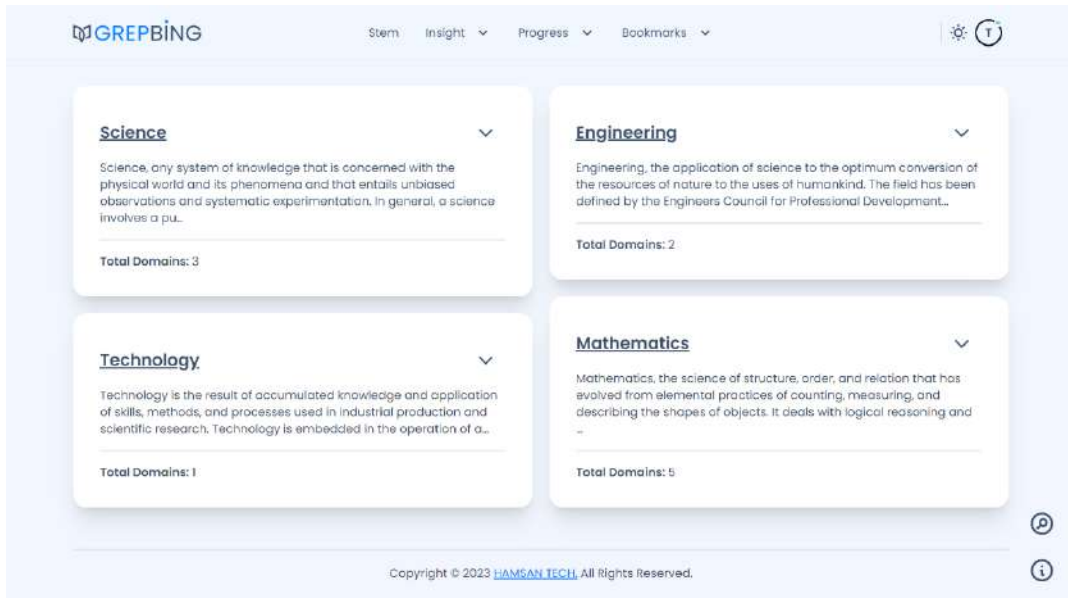 GREPBING
Stem Insight Progress Bookmarks
T
Science
Science, any system of knowledge that is concerned with the
physical world and its phenomena and that entails unbiased
observations and systematic experimentation. In general, a science
involves a pu...
Total Domains: 3
Engineering
Engineering, the application of science to the optimum conversion of
the resources of nature to the uses of humankind. The field has been
defined by the Engineers Council for Professional Development...
Total Domains: 2
Technology
Technology is the result of accumulated knowledge and application
of skills, methods, and processes used in industrial production and
scientific research. Technology is embedded in the operation of a...
Total Domains: 1
Mathematics
Mathematics, the science of structure, order, and relation that has
evolved from elemental practices of counting, measuring, and
describing the shapes of objects. It deals with logical reasoning and
...
Total Domains: 5
Copyright © 2023 HAMSAN TECH. All Rights Reserved.